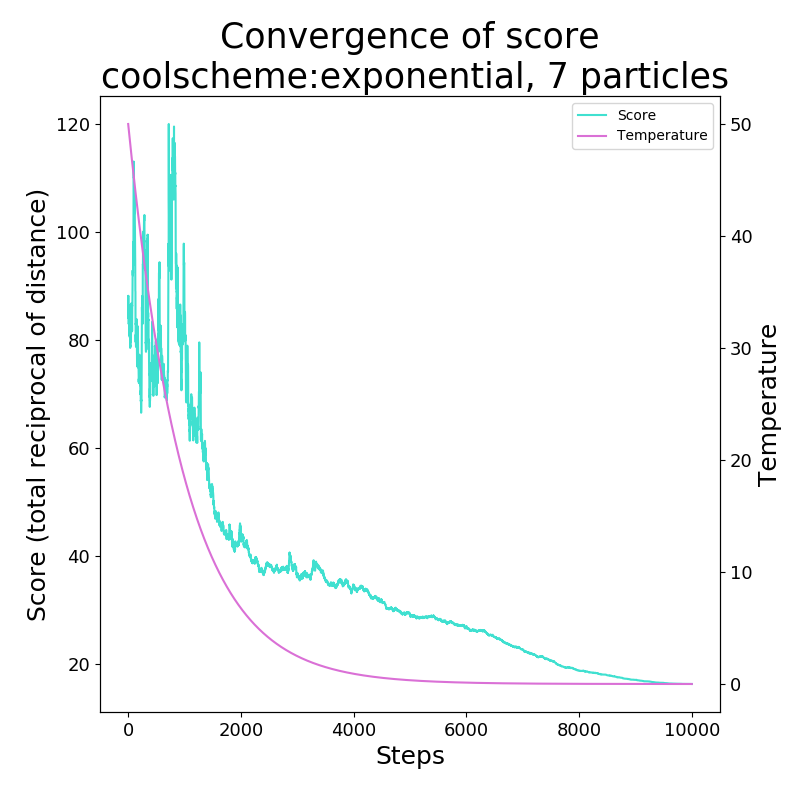 Convergence of score
coolscheme:exponential, 7 particles
Score
Temperature
120
100
80
60
40
20
Score (total reciprocal of distance)
50
40
30
20
10
0
Temperature
0
2000
4000
6000
8000
10000
Steps